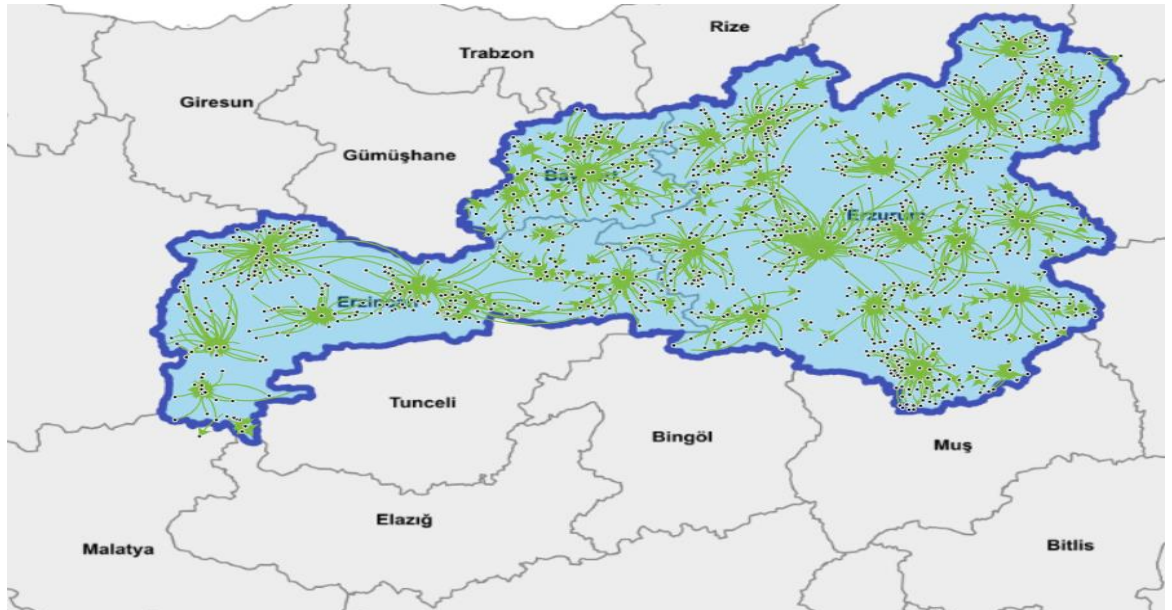 Rize
Trabzon
Giresun
Gümüşhane
Erzurum
Erzincan
Tunceli
Bingöl
Muş
Elazığ
Malatya
Bitlis